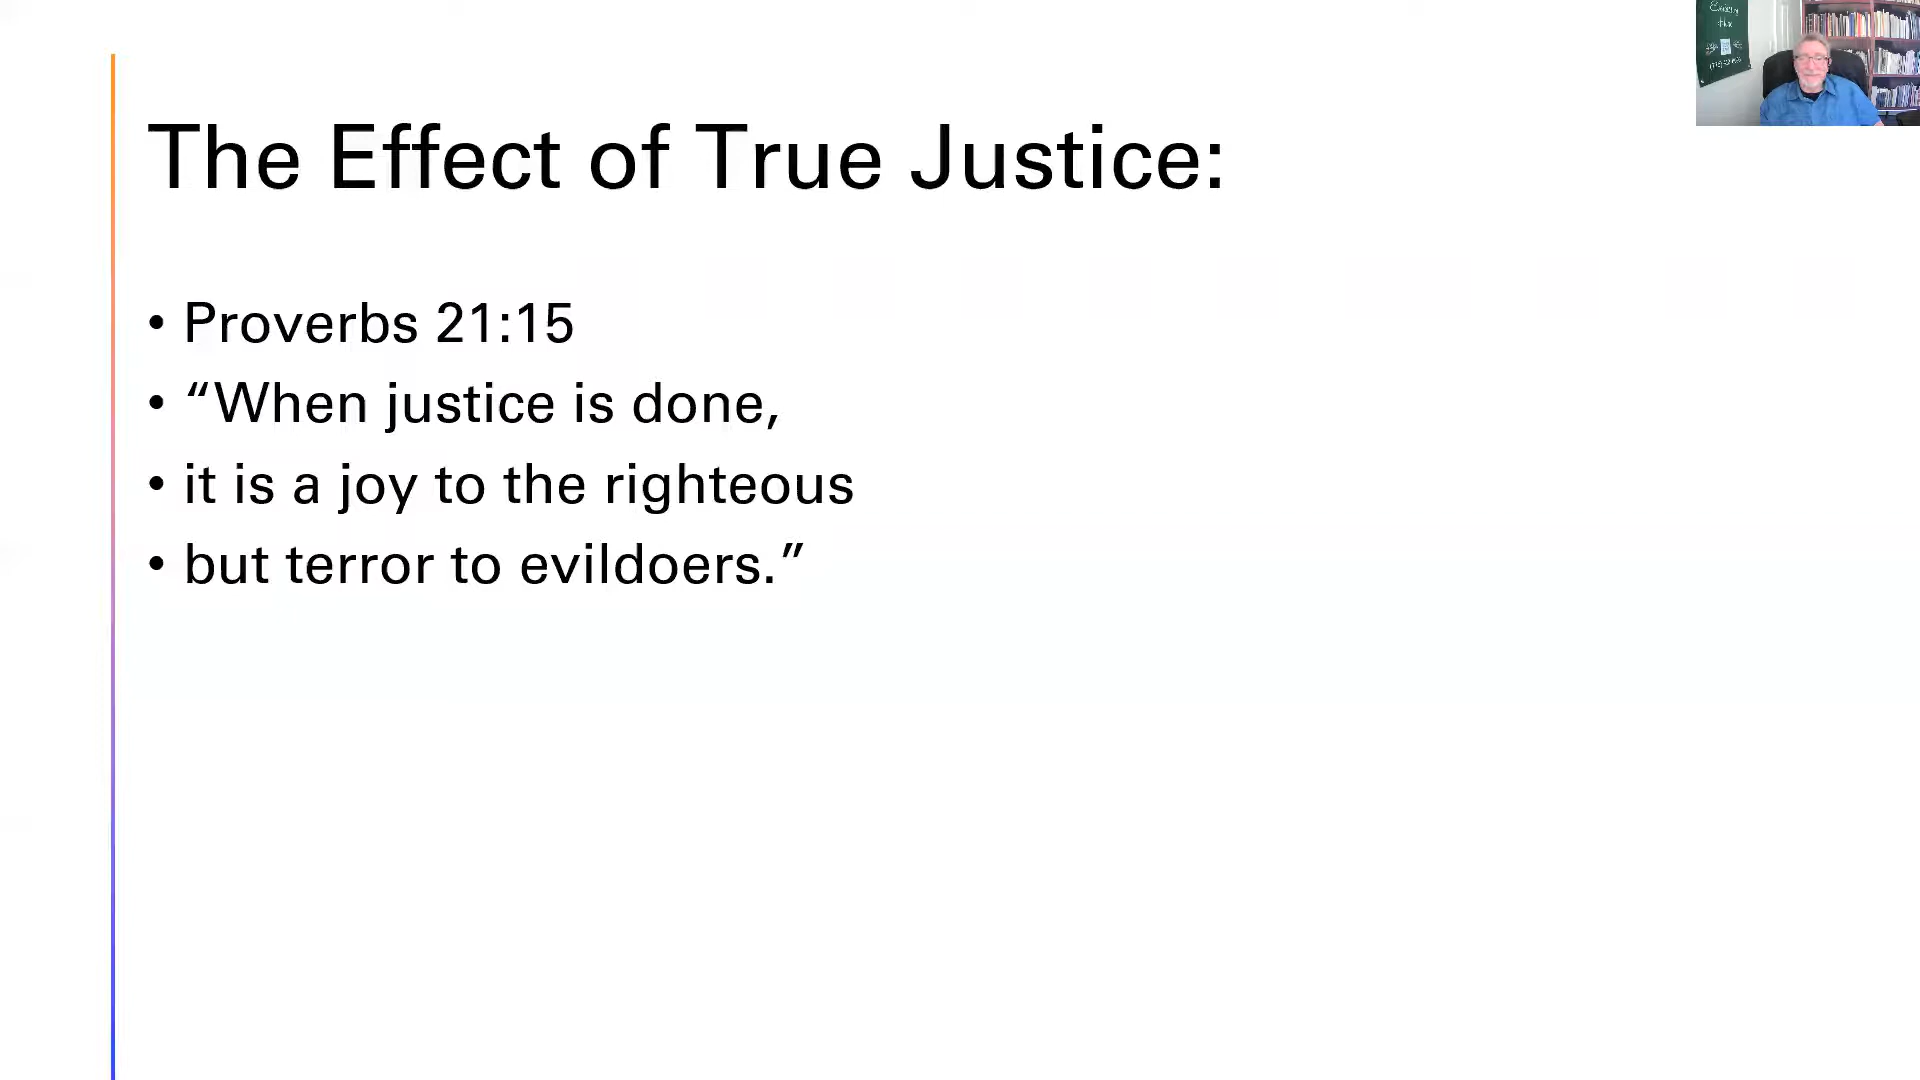 The Effect of True Justice:
• Proverbs 21:15
• “When justice is done,
• it is a joy to the righteous
• but terror to evildoers.”